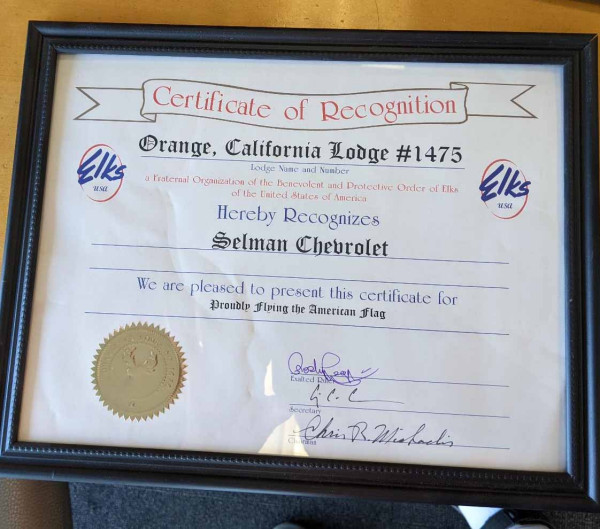 Certificate of Recognition
Orange, California Lodge #1475
Lodge Name and Number
Elks
USA
Elks
USA
a Fraternal Organization of the Benevolent and Protective Order of Elks
of the United States of America
Hereby Recognizes
Selman Chevrolet
We are pleased to present this certificate for
Proudly Flying the American Flag
Exalted
Secretary
Chris R. Michaelis